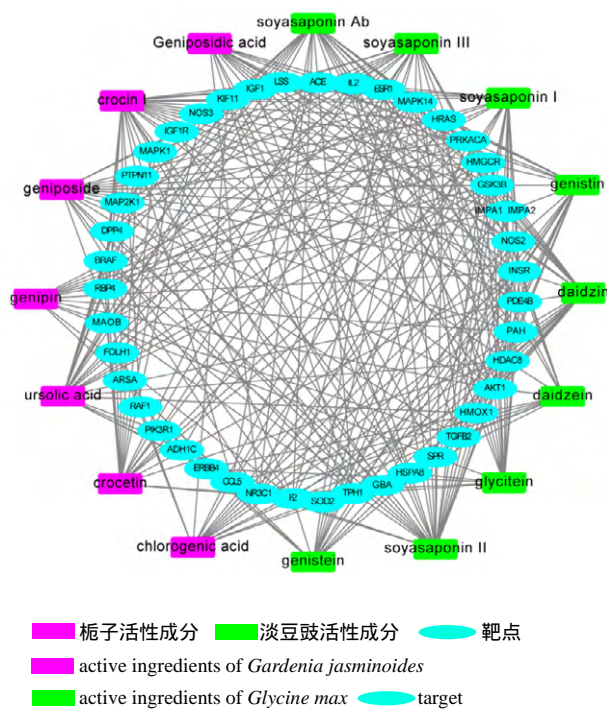 soyasaponin Ab
Geniposidic acid
soyasaponin III
crocin I
soyasaponin I
geniposide
genistin
genipin
daidzin
ursolic acid
daidzein
crocetin
glycitein
chlorogenic acid
genistein
soyasaponin II
LSS
ACE
IL2
ESR1
MAPK14
HRAS
PRKACA
HMGCR
GSK3B
IMPA1
IMPA2
NOS2
INSR
PDE4B
PAH
HDAC8
AKT1
HMOX1
TGFB2
SPR
HSPA8
GBA
TPH1
SOD2
F2
NR3C1
CCL5
ERBB4
ADH1C
PIK3R1
RAF1
ARSA
FOLH1
MAOB
RBP4
BRAF
DPP4
MAP2K1
PTPN11
MAPK1
IGF1R
NOS3
KIF11
IGF1
栀子活性成分 淡豆豉活性成分 靶点
active ingredients of Gardenia jasminoides
active ingredients of Glycine max target